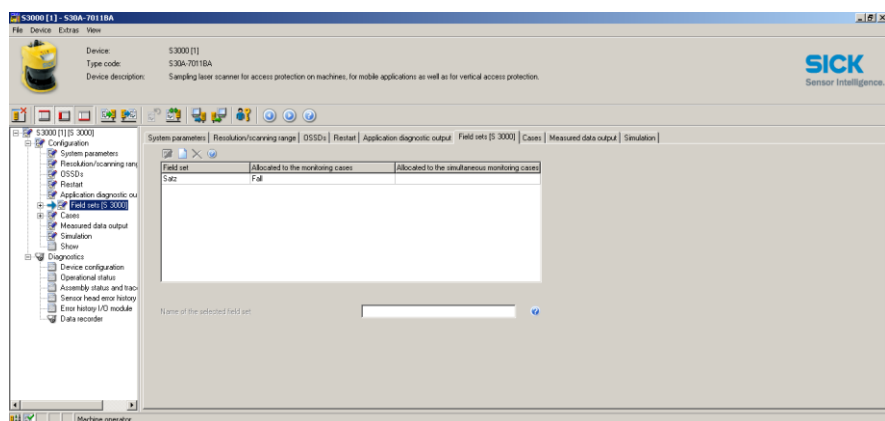 S3000 [1] - S30A-7011BA
File Device Extras View
Device: S3000 [1]
Type code: S30A-7011BA
Device description: Sampling laser scanner for access protection on machines, for mobile applications as well as for vertical access protection.
SICK
Sensor Intelligence.
S3000 [1] [S 3000]
Configuration
System parameters
Resolution/scanning rang
OSSDs
Restart
Application diagnostic ou
Field sets [S 3000]
Cases
Measured data output
Simulation
Show
Diagnostics
Device configuration
Operational status
Assembly status and trac
Sensor head error history
Error history I/O module
Data recorder
System parameters Resolution/scanning range OSSDs Restart Application diagnostic output Field sets [S 3000] Cases Measured data output Simulation
Field set Allocated to the monitoring cases Allocated to the simultaneous monitoring cases
Satz Fall
Name of the selected field set:
Machine operator